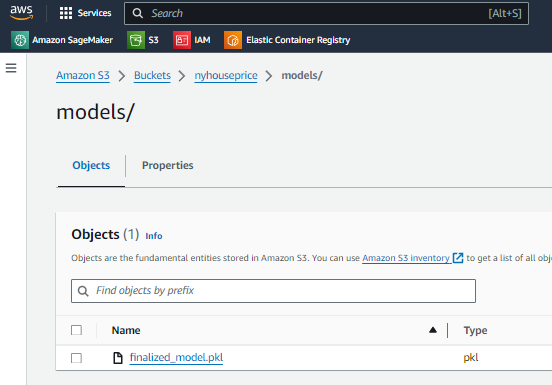 aws Services Search [Alt+S]
Amazon SageMaker S3 IAM Elastic Container Registry
Amazon S3 > Buckets > nyhouseprice > models/
models/
Objects Properties
Objects (1) Info
Objects are the fundamental entities stored in Amazon S3. You can use Amazon S3 inventory to get a list of all obj
Find objects by prefix
Name Type
finalized_model.pkl pkl